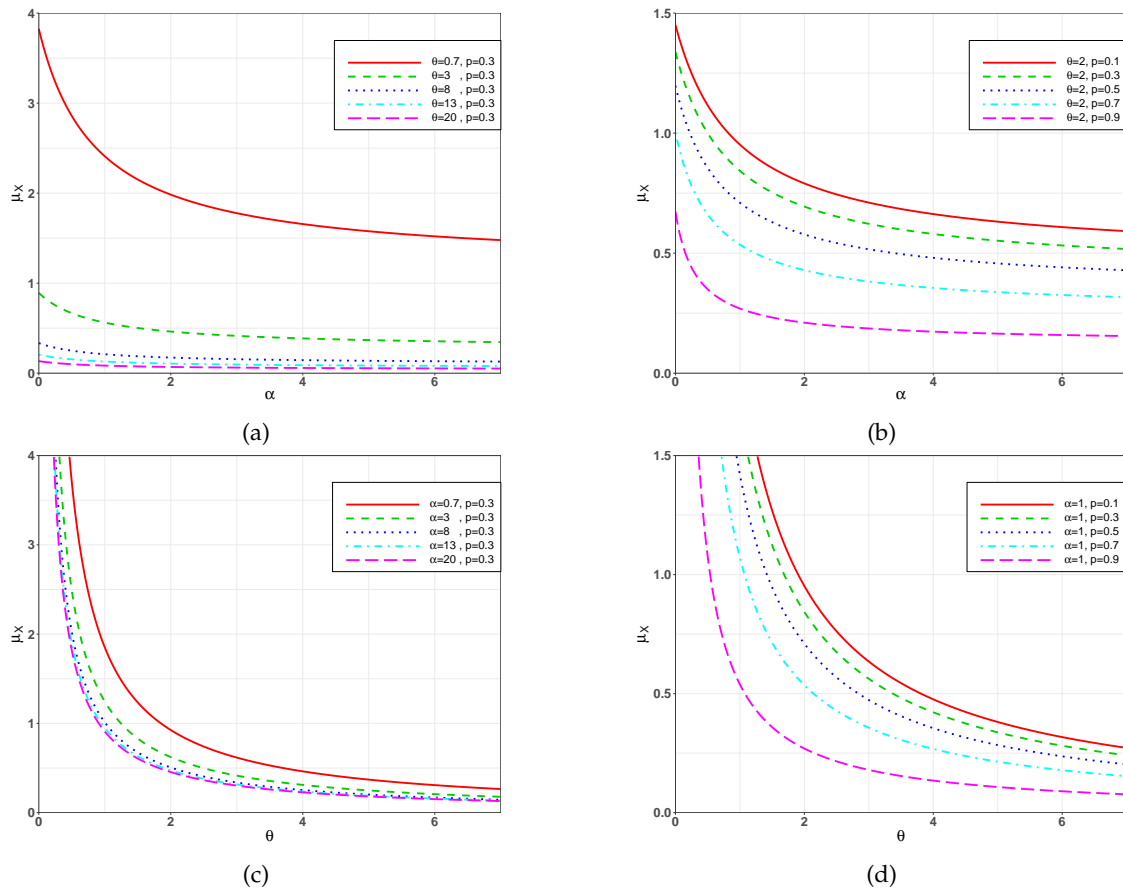 4
3
2
1
0
μX
θ=0.7, p=0.3
θ=3 , p=0.3
θ=8 , p=0.3
θ=13 , p=0.3
θ=20 , p=0.3
0 2 4 6
α
(a)
1.5
1.0
0.5
0.0
μX
θ=2, p=0.1
θ=2, p=0.3
θ=2, p=0.5
θ=2, p=0.7
θ=2, p=0.9
0 2 4 6
α
(b)
4
3
2
1
0
μX
α=0.7, p=0.3
α=3 , p=0.3
α=8 , p=0.3
α=13 , p=0.3
α=20 , p=0.3
0 2 4 6
θ
(c)
1.5
1.0
0.5
0.0
μX
α=1, p=0.1
α=1, p=0.3
α=1, p=0.5
α=1, p=0.7
α=1, p=0.9
0 2 4 6
θ
(d)